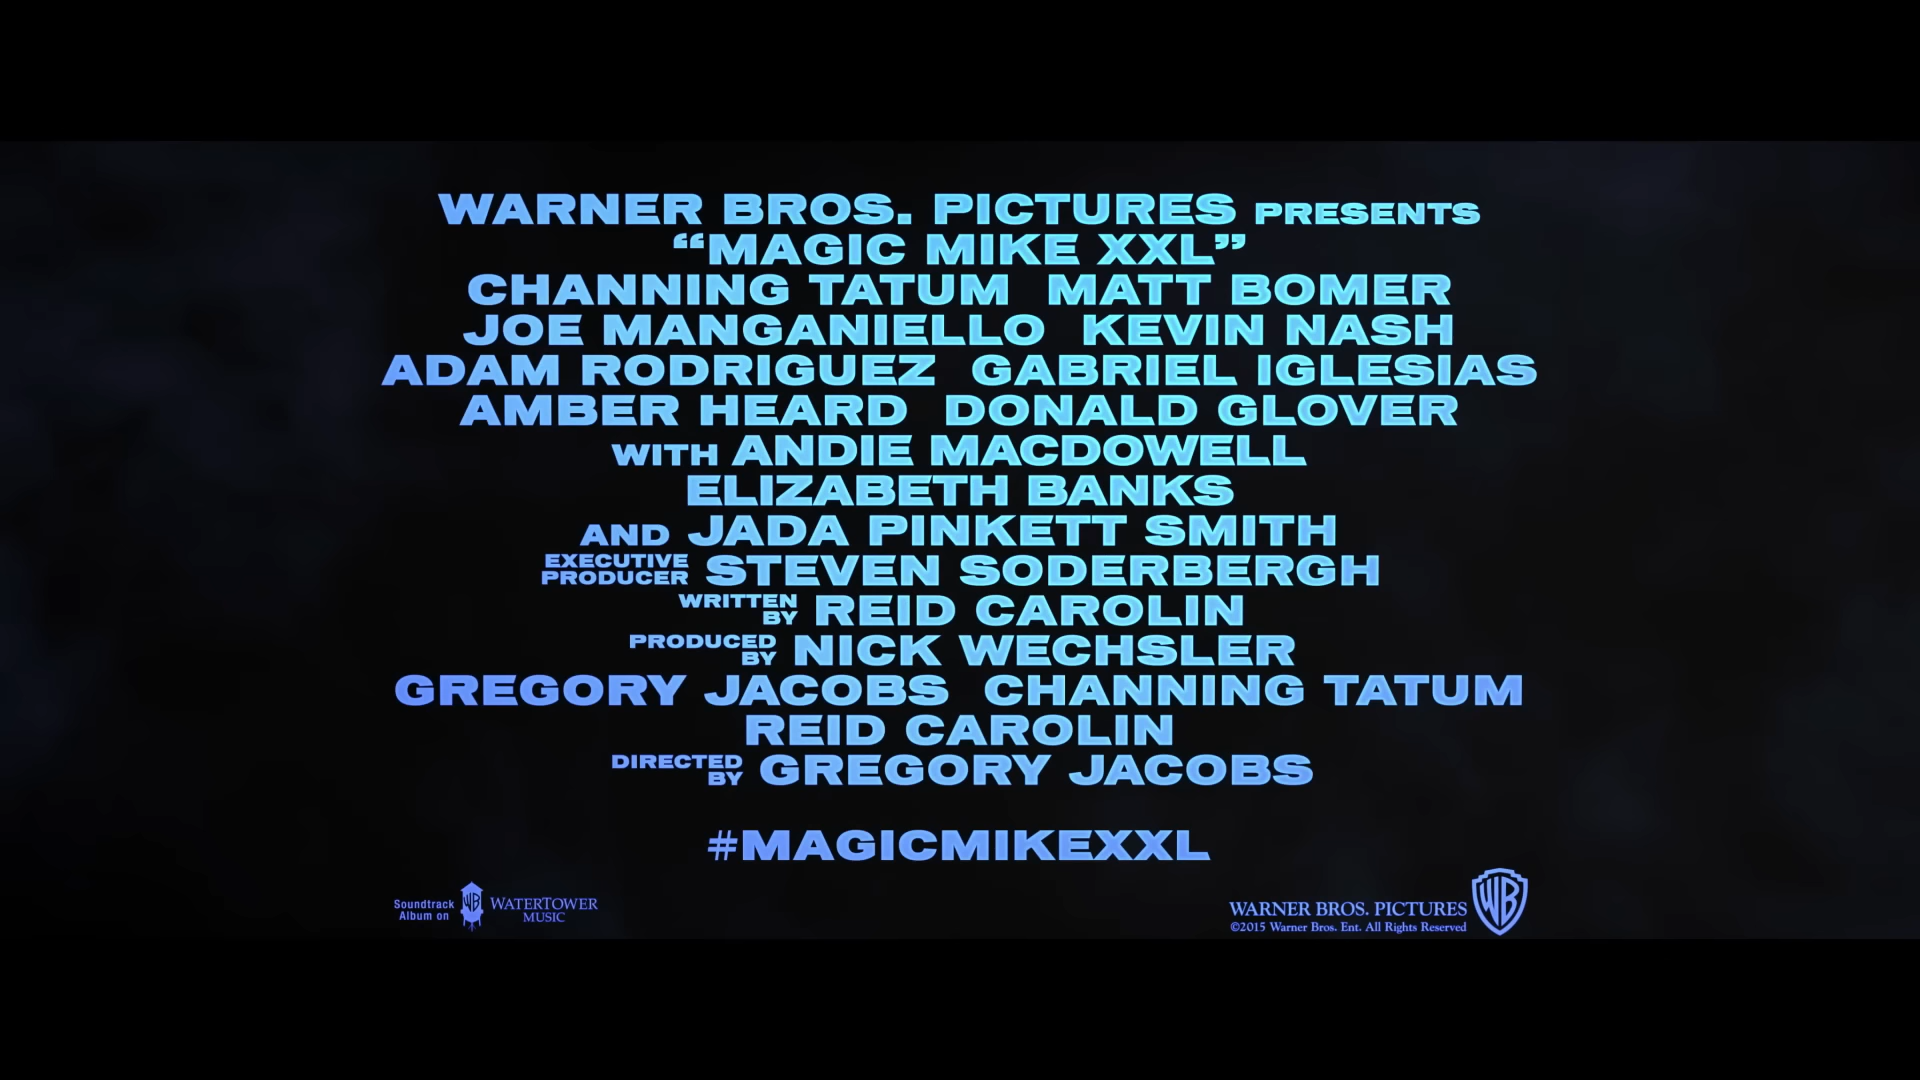 WARNER BROS. PICTURES PRESENTS
“MAGIC MIKE XXL”
CHANNING TATUM MATT BOMER
JOE MANGANIELLO KEVIN NASH
ADAM RODRIGUEZ GABRIEL IGLESIAS
AMBER HEARD DONALD GLOVER
WITH ANDIE MACDOWELL
ELIZABETH BANKS
AND JADA PINKETT SMITH
EXECUTIVE PRODUCER STEVEN SODERBERGH
WRITTEN BY REID CAROLIN
PRODUCED BY NICK WECHSLER
GREGORY JACOBS CHANNING TATUM
REID CAROLIN
DIRECTED BY GREGORY JACOBS
#MAGICMIKEXXL
Soundtrack
Album on
WB
WATERTOWER
MUSIC
WARNER BROS. PICTURES
©2015 Warner Bros. Ent. All Rights Reserved
WB